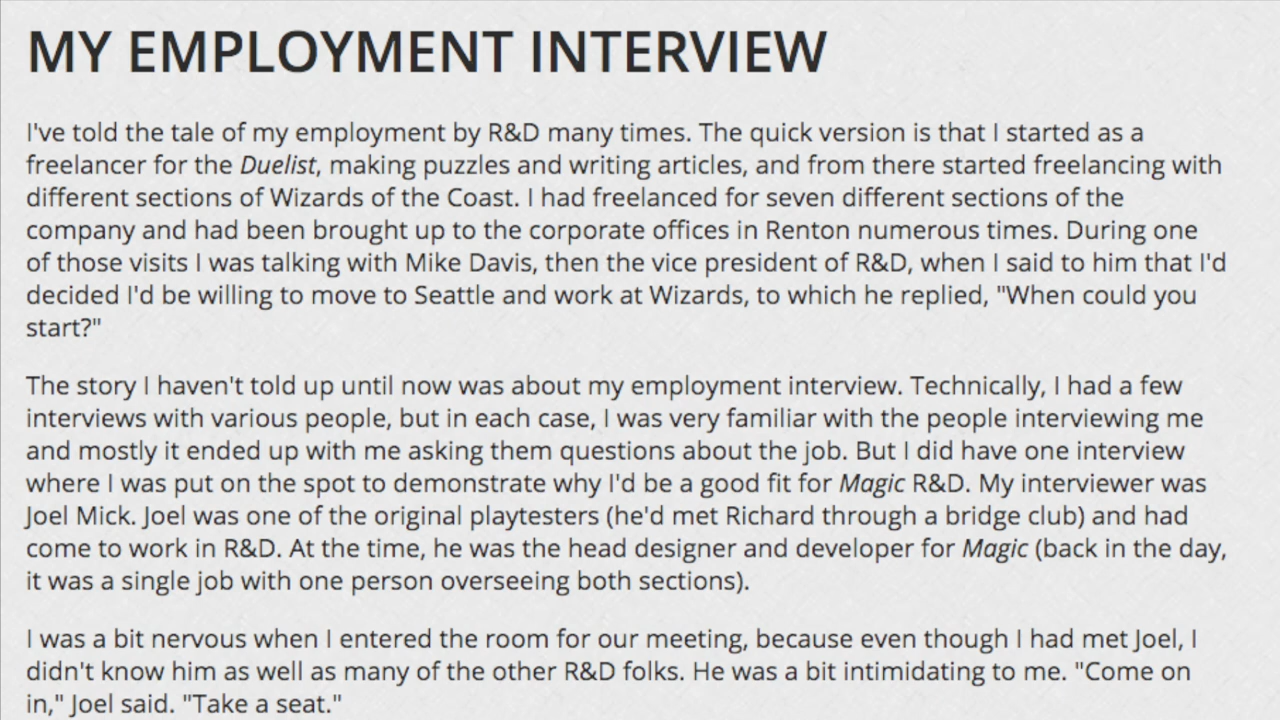 MY EMPLOYMENT INTERVIEW
I've told the tale of my employment by R&D many times. The quick version is that I started as a
freelancer for the Duelist, making puzzles and writing articles, and from there started freelancing with
different sections of Wizards of the Coast. I had freelanced for seven different sections of the
company and had been brought up to the corporate offices in Renton numerous times. During one
of those visits I was talking with Mike Davis, then the vice president of R&D, when I said to him that I'd
decided I'd be willing to move to Seattle and work at Wizards, to which he replied, "When could you
start?"
The story I haven't told up until now was about my employment interview. Technically, I had a few
interviews with various people, but in each case, I was very familiar with the people interviewing me
and mostly it ended up with me asking them questions about the job. But I did have one interview
where I was put on the spot to demonstrate why I'd be a good fit for Magic R&D. My interviewer was
Joel Mick. Joel was one of the original playtesters (he'd met Richard through a bridge club) and had
come to work in R&D. At the time, he was the head designer and developer for Magic (back in the day,
it was a single job with one person overseeing both sections).
I was a bit nervous when I entered the room for our meeting, because even though I had met Joel, I
didn't know him as well as many of the other R&D folks. He was a bit intimidating to me. "Come on
in," Joel said. "Take a seat."